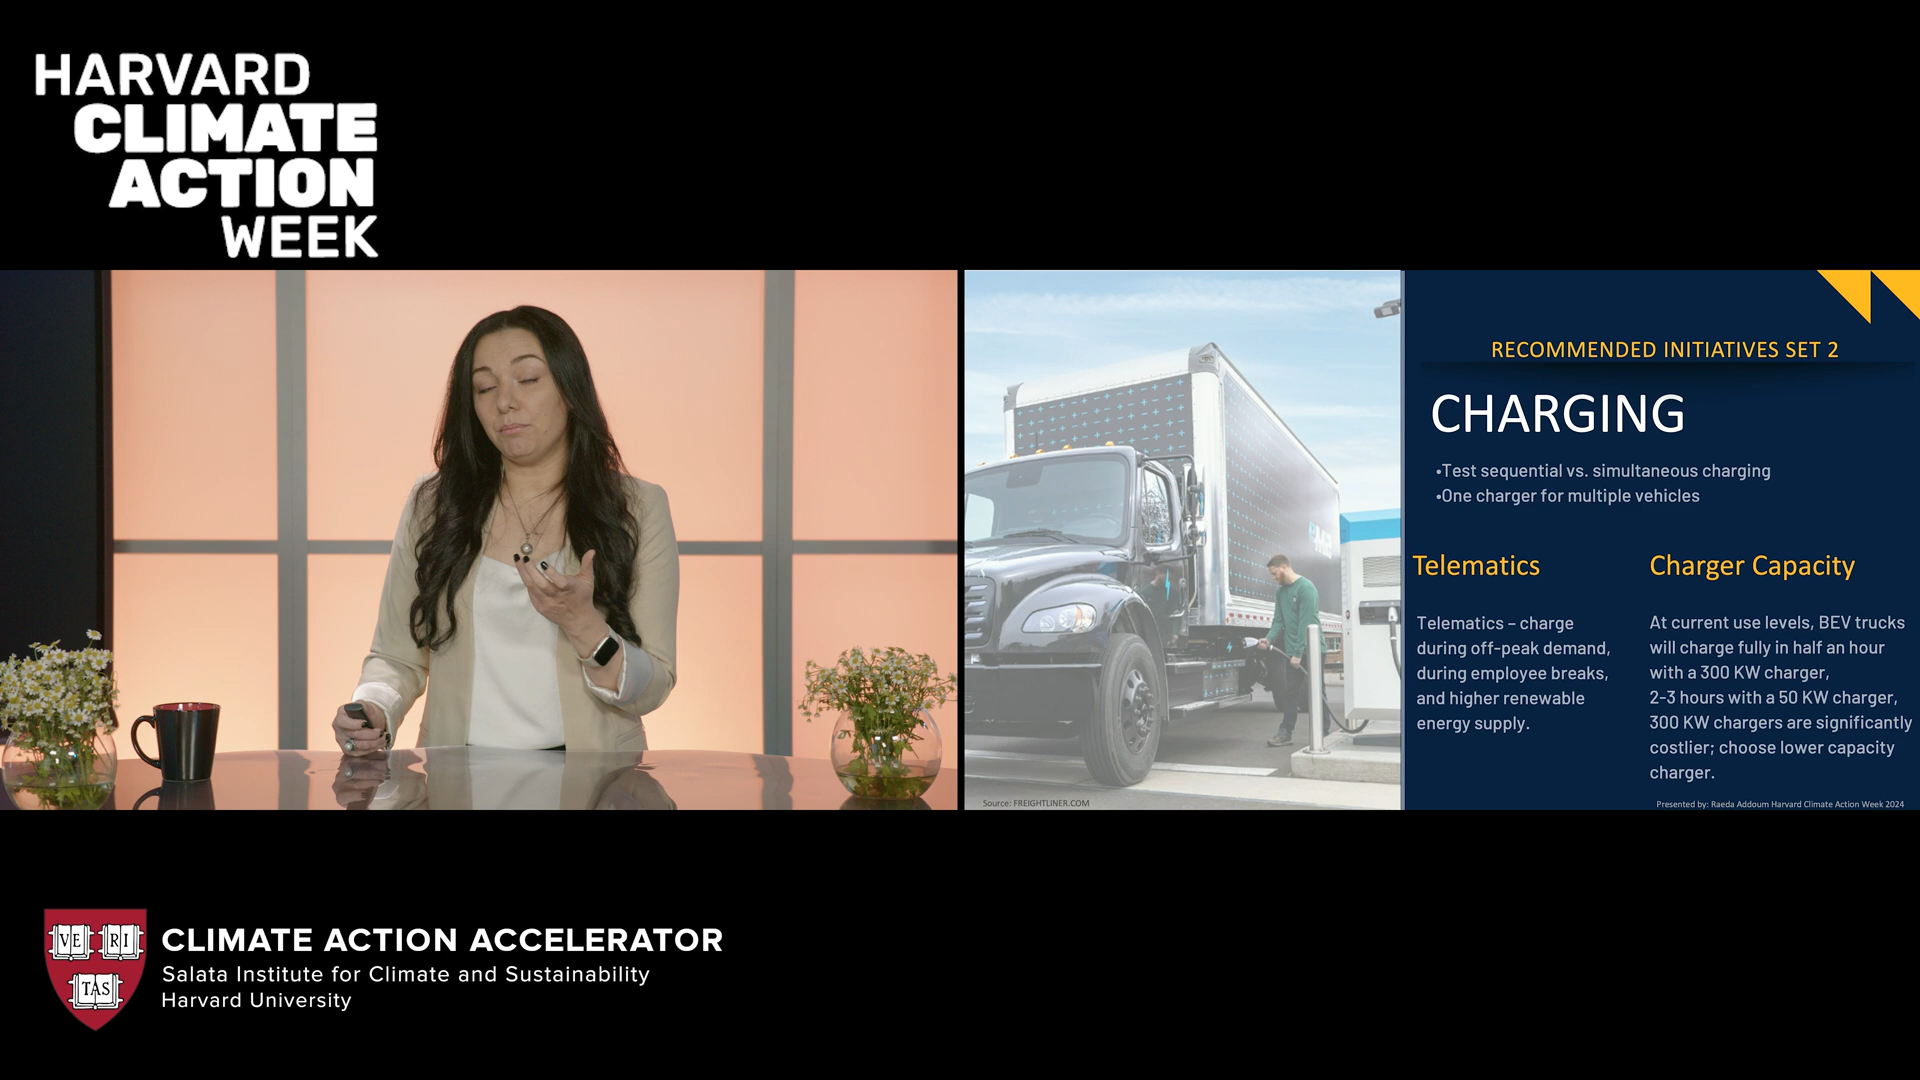 HARVARD
CLIMATE
ACTION
WEEK
RECOMMENDED INITIATIVES SET 2
CHARGING
•Test sequential vs. simultaneous charging
•One charger for multiple vehicles
Telematics
Telematics – charge
during off-peak demand,
during employee breaks,
and higher renewable
energy supply.
Charger Capacity
At current use levels, BEV trucks
will charge fully in half an hour
with a 300 KW charger,
2-3 hours with a 50 KW charger,
300 KW chargers are significantly
costlier; choose lower capacity
charger.
Source: FREIGHTLINER.COM
Presented by: Raeda Addoum Harvard Climate Action Week 2024
VE RI
TAS
CLIMATE ACTION ACCELERATOR
Salata Institute for Climate and Sustainability
Harvard University